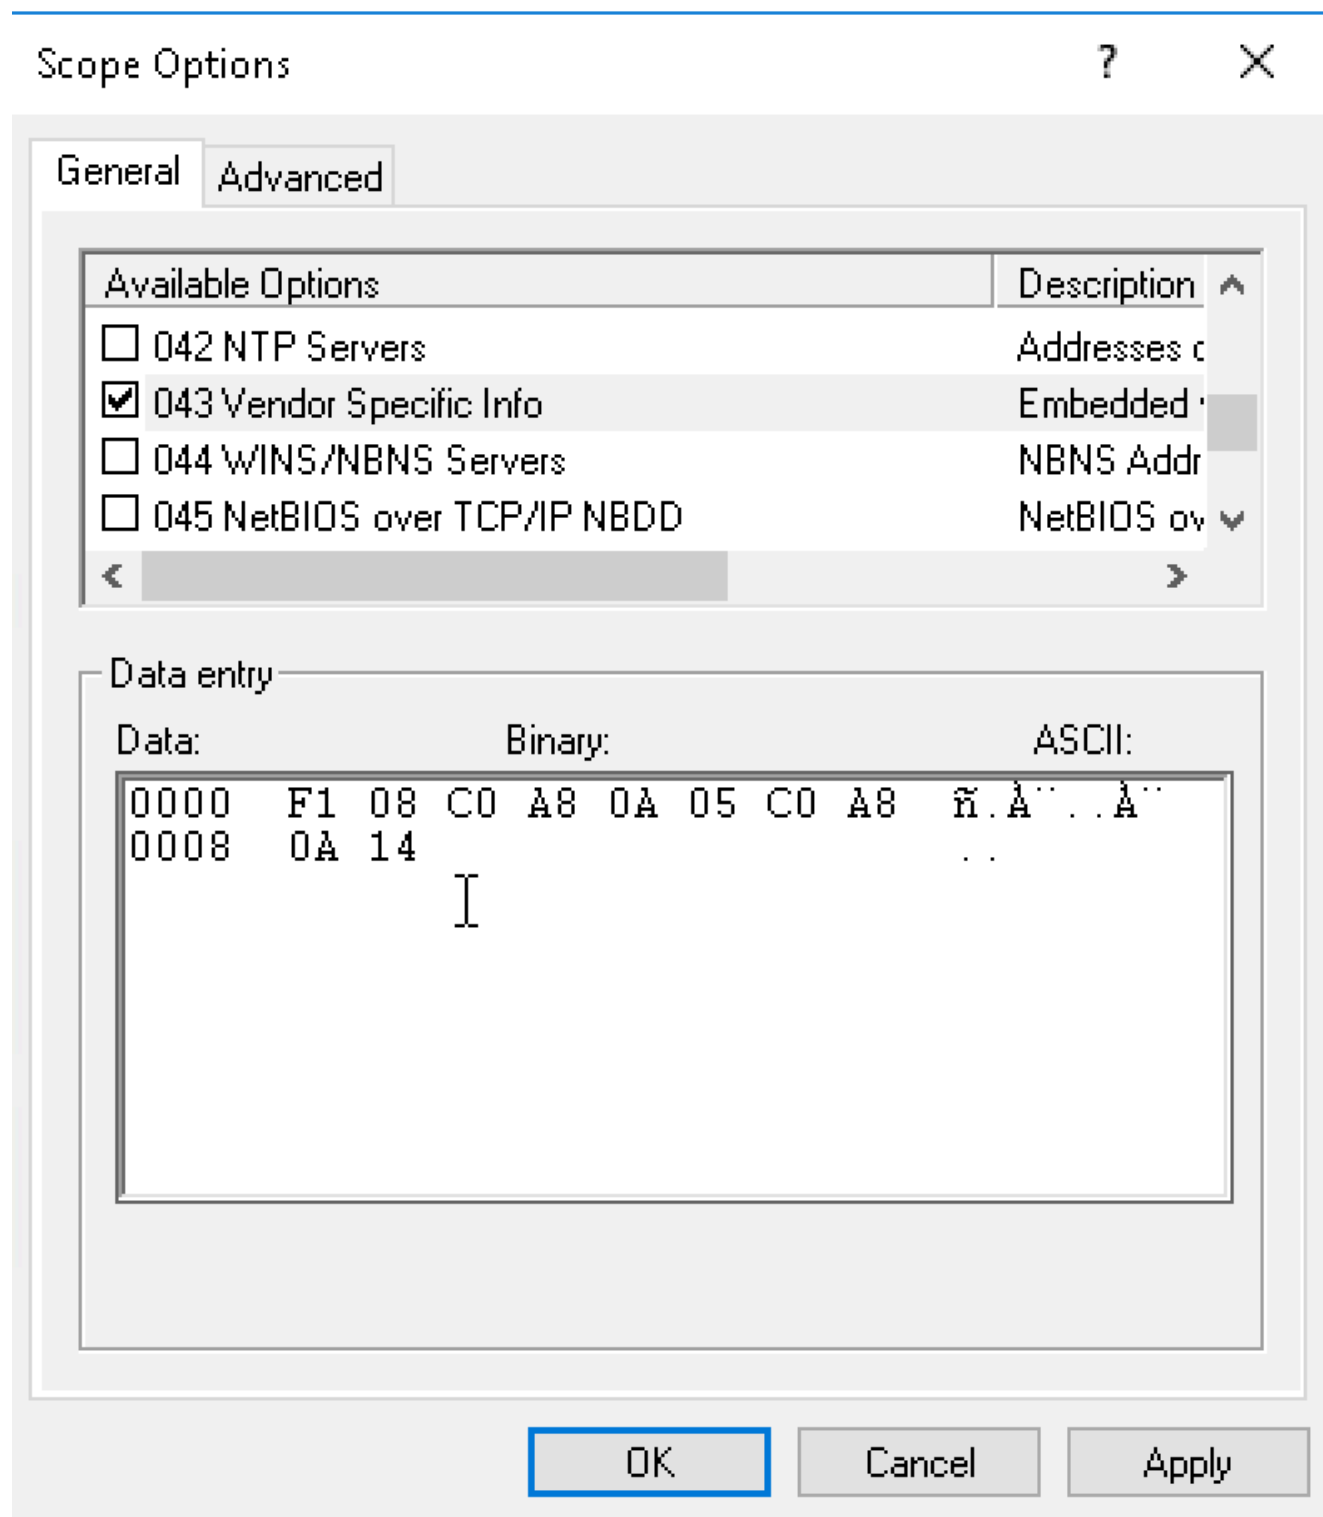 Scope Options
General Advanced
Available Options Description
042 NTP Servers Addresses o
043 Vendor Specific Info Embedded
044 WINS/NBNS Servers NBNS Addr
045 NetBIOS over TCP/IP NBDD NetBIOS ov
Data entry
Data: Binary: ASCII:
0000 F1 08 C0 A8 0A 05 C0 A8 ñ.À¨..À¨
0008 0A 14 ..
OK Cancel Apply